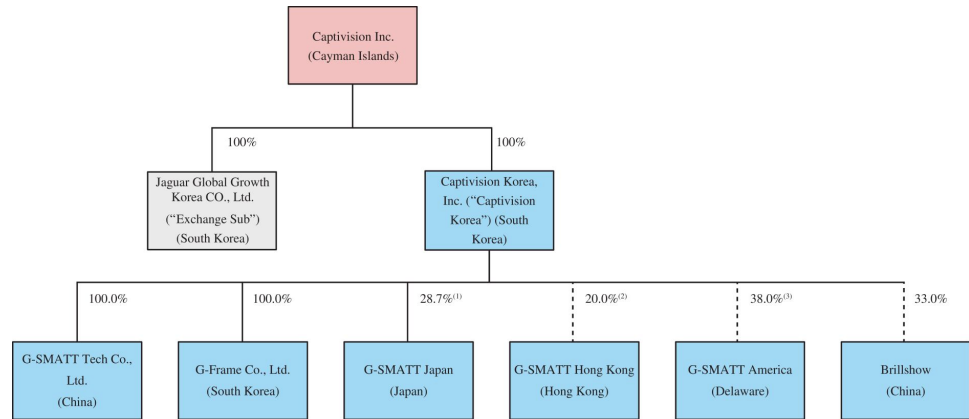 Captivision Inc.
(Cayman Islands)
100%
100%
Jaguar Global Growth
Korea CO., Ltd.
(“Exchange Sub”)
(South Korea)
Captivision Korea,
Inc. (“Captivision
Korea”) (South
Korea)
100.0%
100.0%
28.7%(1)
20.0%(2)
38.0%(3)
33.0%
G-SMATT Tech Co.,
Ltd.
(China)
G-Frame Co., Ltd.
(South Korea)
G-SMATT Japan
(Japan)
G-SMATT Hong Kong
(Hong Kong)
G-SMATT America
(Delaware)
Brillshow
(China)